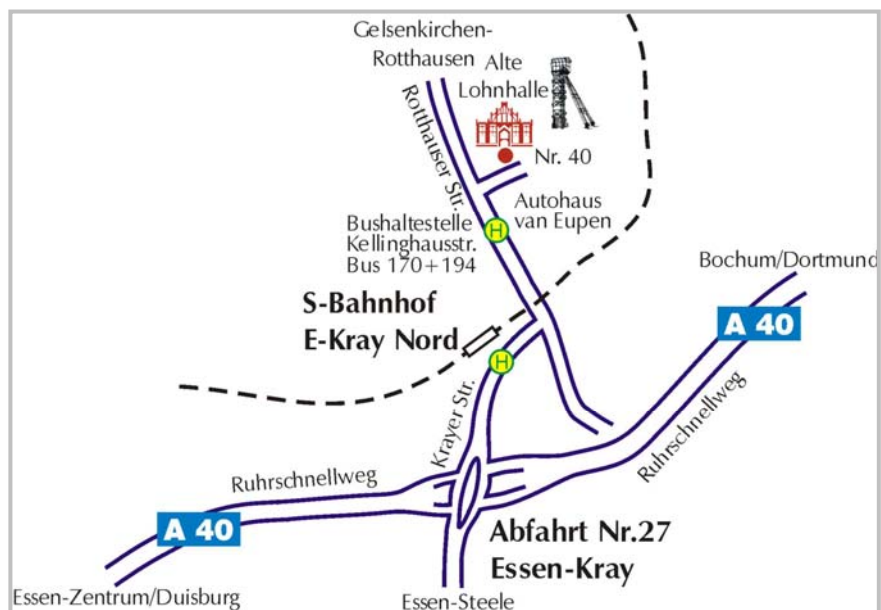 Gelsenkirchen-
Rotthausen
Alte
Lohnhalle
Rotthauser Str.
Nr. 40
Autohaus
van Eupen
Bushaltestelle
Kellinghausstr.
Bus 170+194
H
Bochum/Dortmund
A 40
S-Bahnhof
E-Kray Nord
H
Krayer Str.
Ruhrschnellweg
Ruhrschnellweg
A 40
Abfahrt Nr.27
Essen-Kray
Essen-Zentrum/Duisburg
Essen-Steele